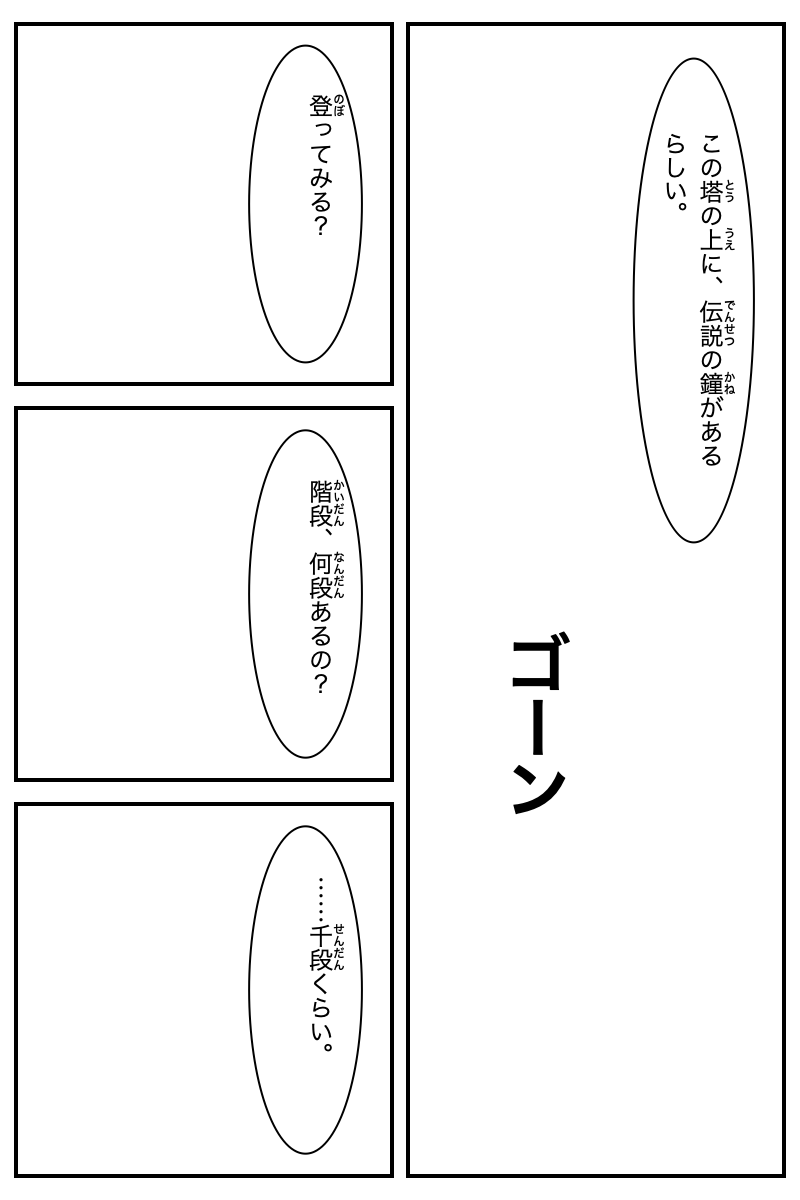 この塔の上に、伝説の鐘がある
らしい。
ゴーン
登ってみる？
階段、何段あるの？
……千段くらい。